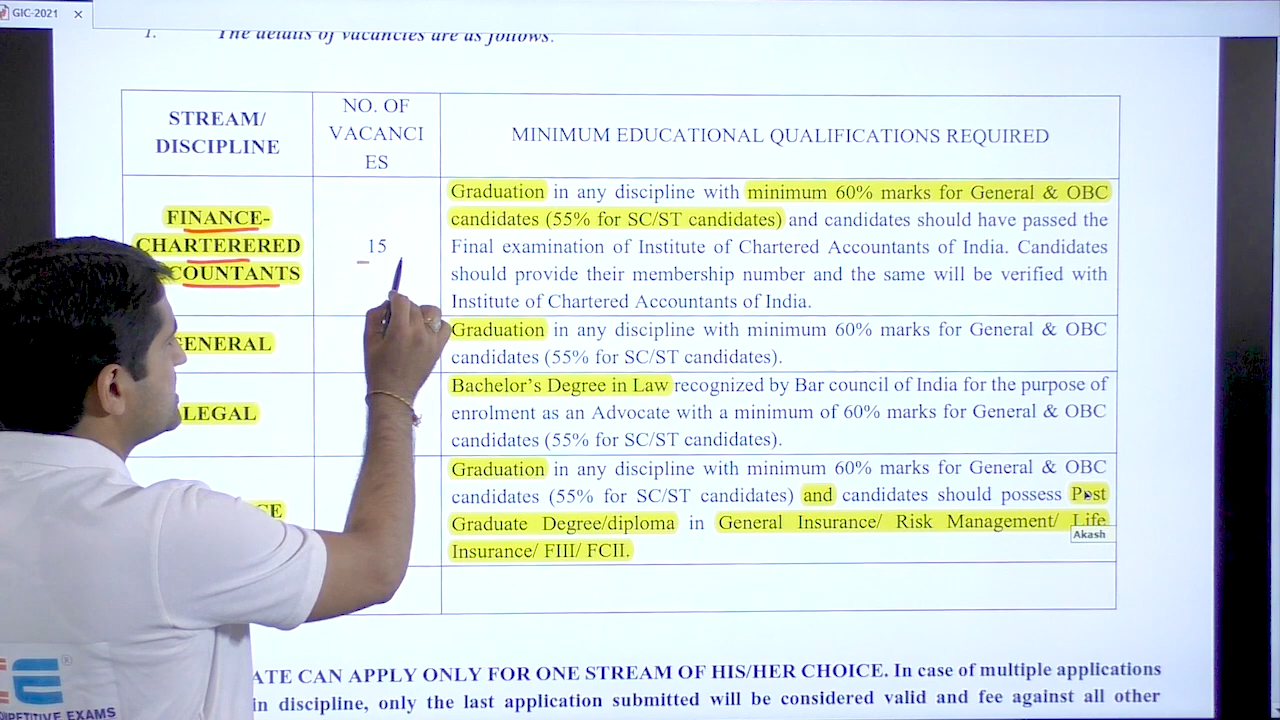 GIC-2021
1. The details of vacancies are as follows:
STREAM/
DISCIPLINE
NO. OF
VACANCI
ES
MINIMUM EDUCATIONAL QUALIFICATIONS REQUIRED
FINANCE-
CHARTERERED
COUNTANTS
15
Graduation in any discipline with minimum 60% marks for General & OBC
candidates (55% for SC/ST candidates) and candidates should have passed the
Final examination of Institute of Chartered Accountants of India. Candidates
should provide their membership number and the same will be verified with
Institute of Chartered Accountants of India.
ENERAL
Graduation in any discipline with minimum 60% marks for General & OBC
candidates (55% for SC/ST candidates).
LEGAL
Bachelor's Degree in Law recognized by Bar council of India for the purpose of
enrolment as an Advocate with a minimum of 60% marks for General & OBC
candidates (55% for SC/ST candidates).
CE
Graduation in any discipline with minimum 60% marks for General & OBC
candidates (55% for SC/ST candidates) and candidates should possess Post
Graduate Degree/diploma in General Insurance/ Risk Management/ Life
Insurance/ FIII/ FCII.
Akash
ATE CAN APPLY ONLY FOR ONE STREAM OF HIS/HER CHOICE. In case of multiple applications
in discipline, only the last application submitted will be considered valid and fee against all other
CE
PETITIVE EXAMS